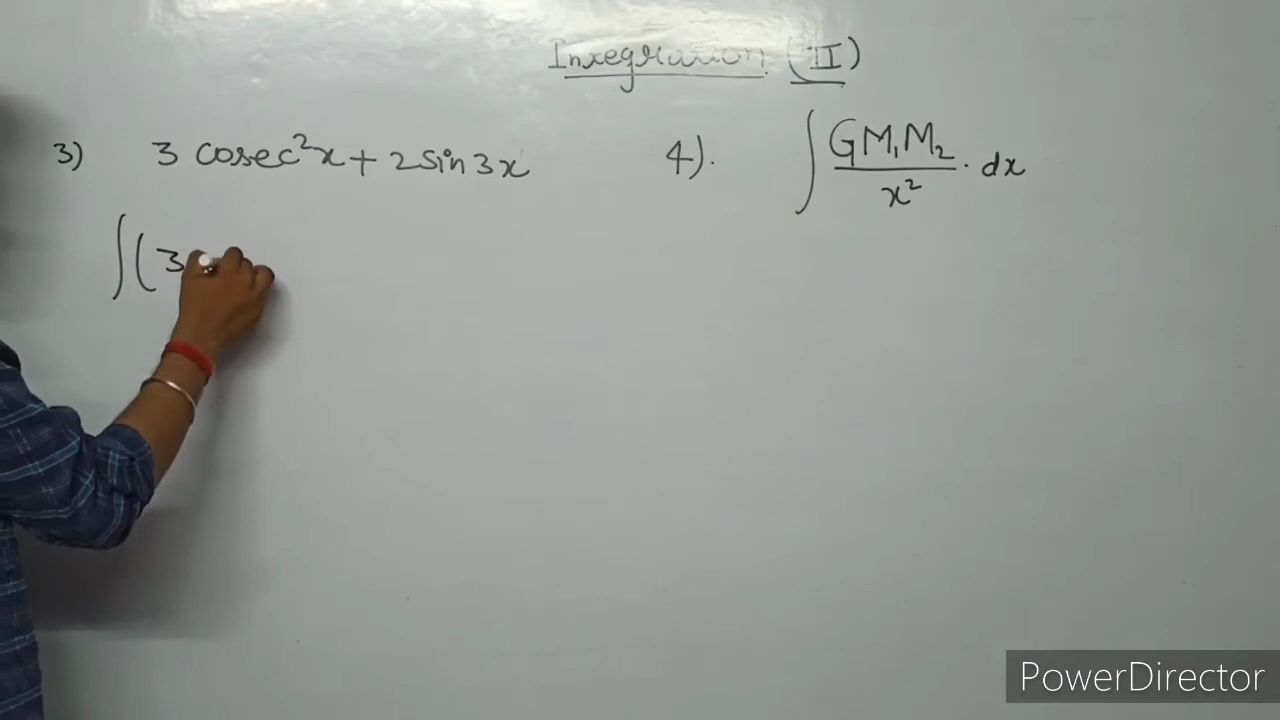 Integration (II)
3) 3 cosec²x + 2 sin 3x
4). ∫ GM₁M₂/x² . dx
∫(3
PowerDirector